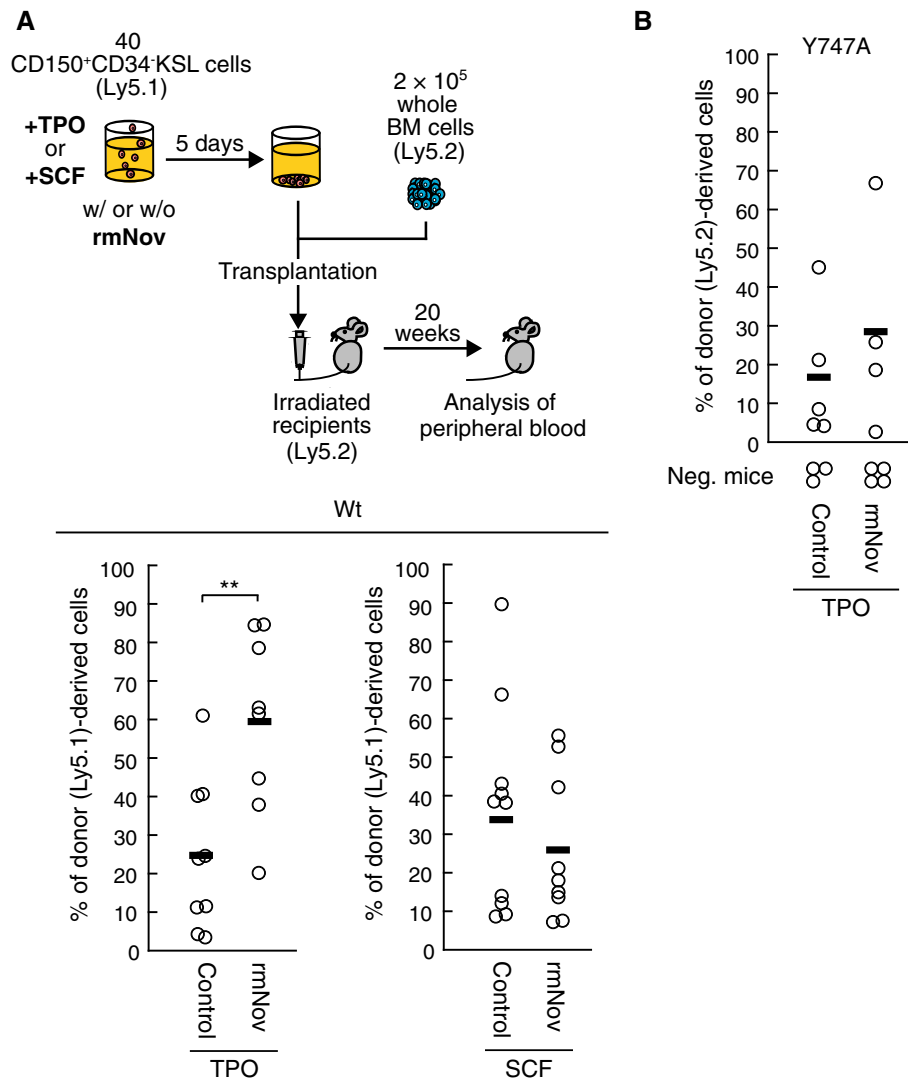 A
40
CD150⁺CD34⁻KSL cells
(Ly5.1)
+TPO
or
+SCF
w/ or w/o
rmNov
5 days
2 × 10⁵
whole
BM cells
(Ly5.2)
Transplantation
20
weeks
Irradiated
recipients
(Ly5.2)
Analysis of
peripheral blood
B
Y747A
% of donor (Ly5.2)-derived cells
100
90
80
70
60
50
40
30
20
10
0
Neg. mice
Control
rmNov
TPO
Wt
% of donor (Ly5.1)-derived cells
100
90
80
70
60
50
40
30
20
10
0
**
Control
rmNov
TPO
% of donor (Ly5.1)-derived cells
100
90
80
70
60
50
40
30
20
10
0
Control
rmNov
SCF